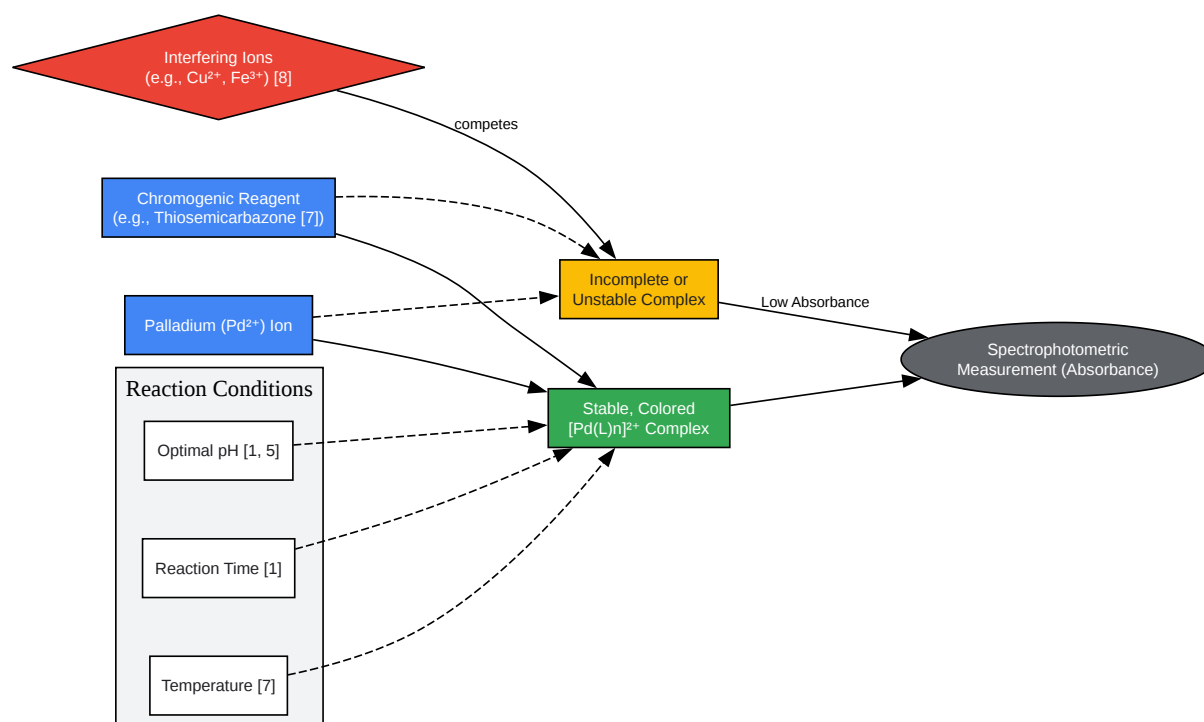 Interfering Ions
(e.g., Cu²⁺, Fe³⁺) [8]
competes
Chromogenic Reagent
(e.g., Thiosemicarbazone [7])
Incomplete or
Unstable Complex
Low Absorbance
Palladium (Pd²⁺) Ion
Spectrophotometric
Measurement (Absorbance)
Reaction Conditions
Stable, Colored
[Pd(L)n]²⁺ Complex
Optimal pH [1, 5]
Reaction Time [1]
Temperature [7]